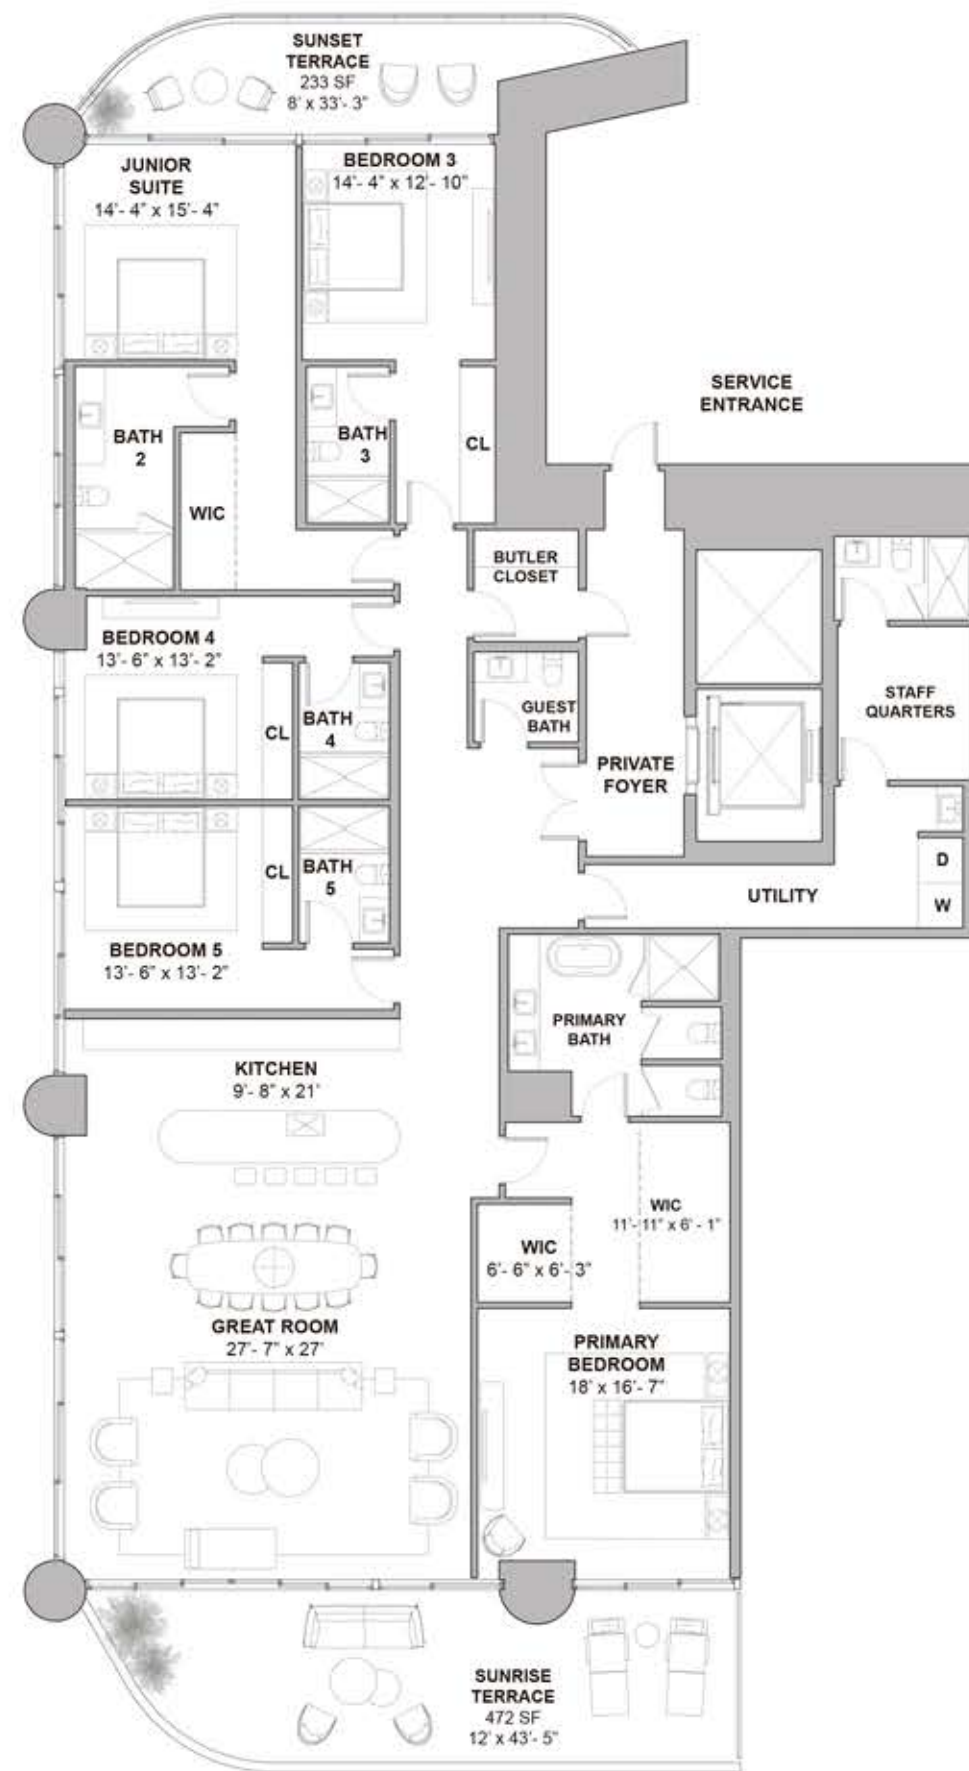 SUNSET
TERRACE
233 SF
8' x 33'- 3"
JUNIOR
SUITE
14'- 4" x 15'- 4"
BEDROOM 3
14'- 4" x 12'- 10"
SERVICE
ENTRANCE
BATH
2
BATH
3
CL
WIC
BUTLER
CLOSET
BEDROOM 4
13'- 6" x 13'- 2"
CL
BATH
4
GUEST
BATH
STAFF
QUARTERS
PRIVATE
FOYER
CL
BATH
5
D
W
UTILITY
BEDROOM 5
13'- 6" x 13'- 2"
PRIMARY
BATH
KITCHEN
9'- 8" x 21'
WIC
11'- 11" x 6' - 1"
WIC
6'- 6" x 6'- 3"
GREAT ROOM
27'- 7" x 27'
PRIMARY
BEDROOM
18' x 16'- 7"
SUNRISE
TERRACE
472 SF
12' x 43'- 5"